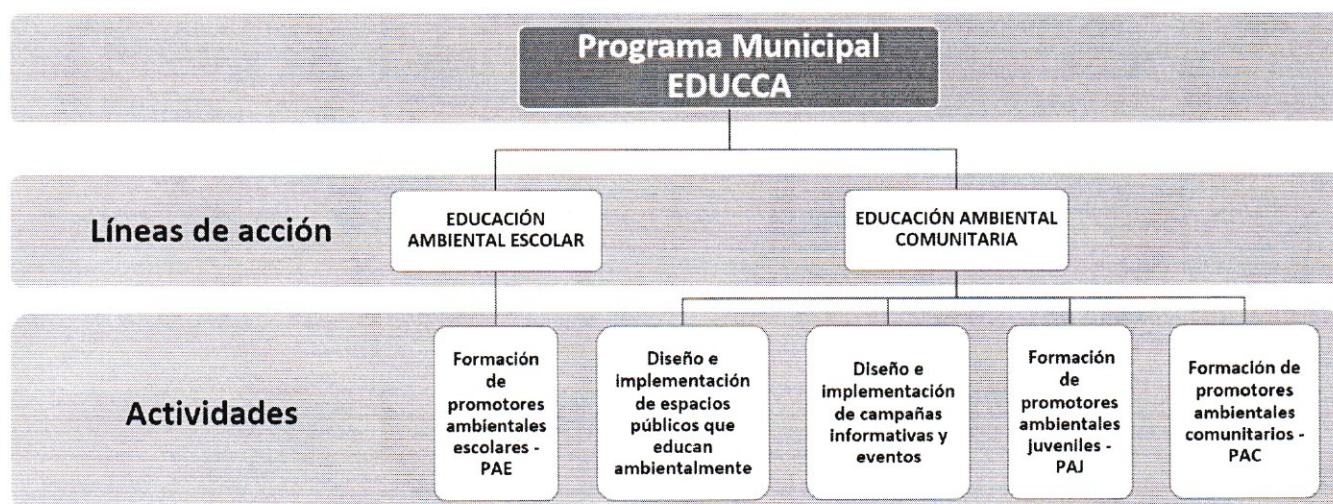 Programa Municipal
EDUCCA
Líneas de acción
EDUCACIÓN
AMBIENTAL ESCOLAR
EDUCACIÓN AMBIENTAL
COMUNITARIA
Actividades
Formación
de
promotores
ambientales
escolares -
PAE
Diseño e
implementación
de espacios
públicos que
educan
ambientalmente
Diseño e
implementación
de campañas
informativas y
eventos
Formación
de
promotores
ambientales
juveniles -
PAJ
Formación de
promotores
ambientales
comunitarios -
PAC